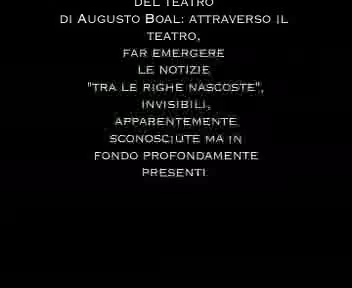 del teatro
di Augusto Boal: attraverso il
teatro,
far emergere
le notizie
"tra le righe nascoste",
invisibili,
apparentemente
sconosciute ma in
fondo profondamente
presenti